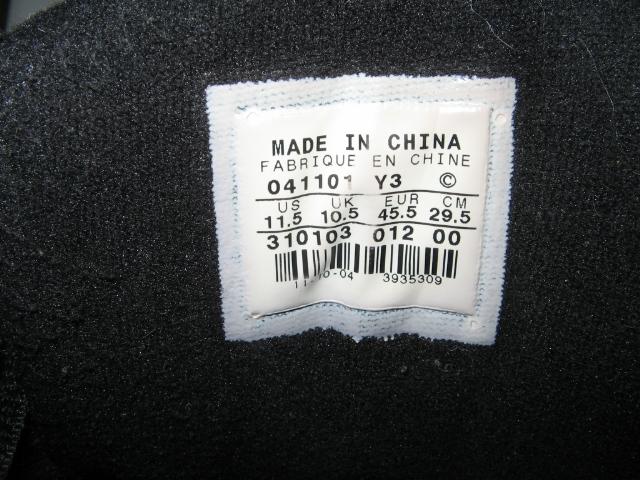 MADE IN CHINA
FABRIQUE EN CHINE
041101 Y3 ©
US UK EUR CM
11.5 10.5 45.5 29.5
310103 012 00
3935309